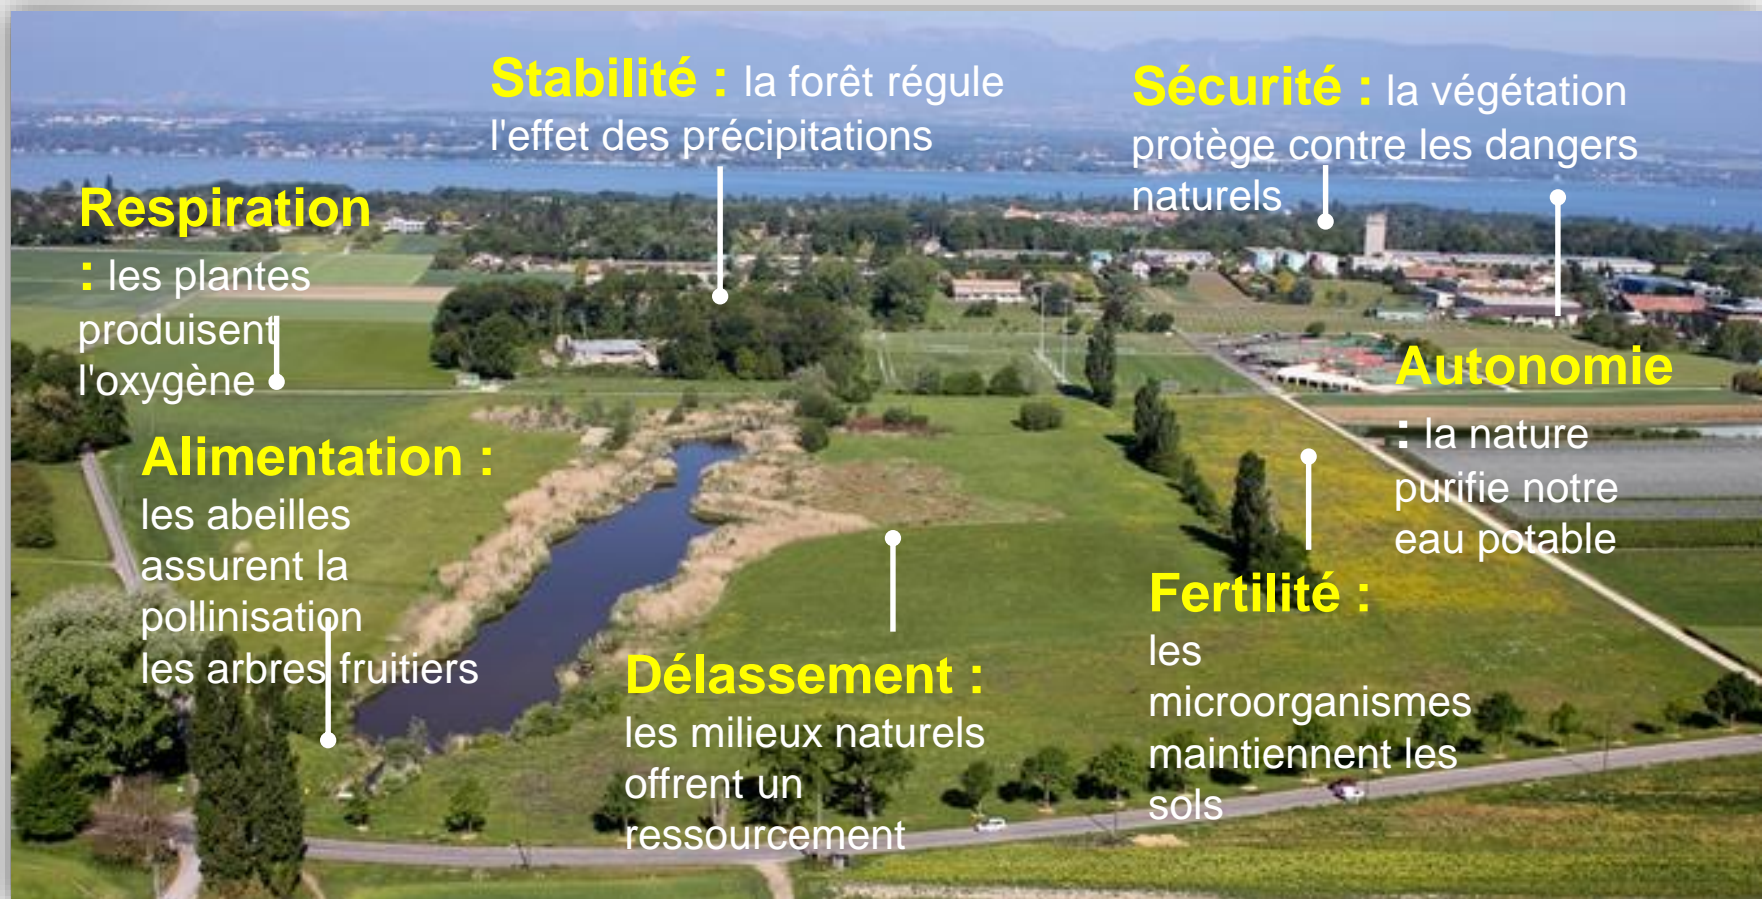 Stabilité : la forêt régule
l'effet des précipitations
Sécurité : la végétation
protège contre les dangers
naturels
Respiration
: les plantes
produisent
l'oxygène
Autonomie
: la nature
purifie notre
eau potable
Alimentation :
les abeilles
assurent la
pollinisation
les arbres fruitiers
Délassement :
les milieux naturels
offrent un
ressourcement
Fertilité :
les
microorganismes
maintiennent les
sols